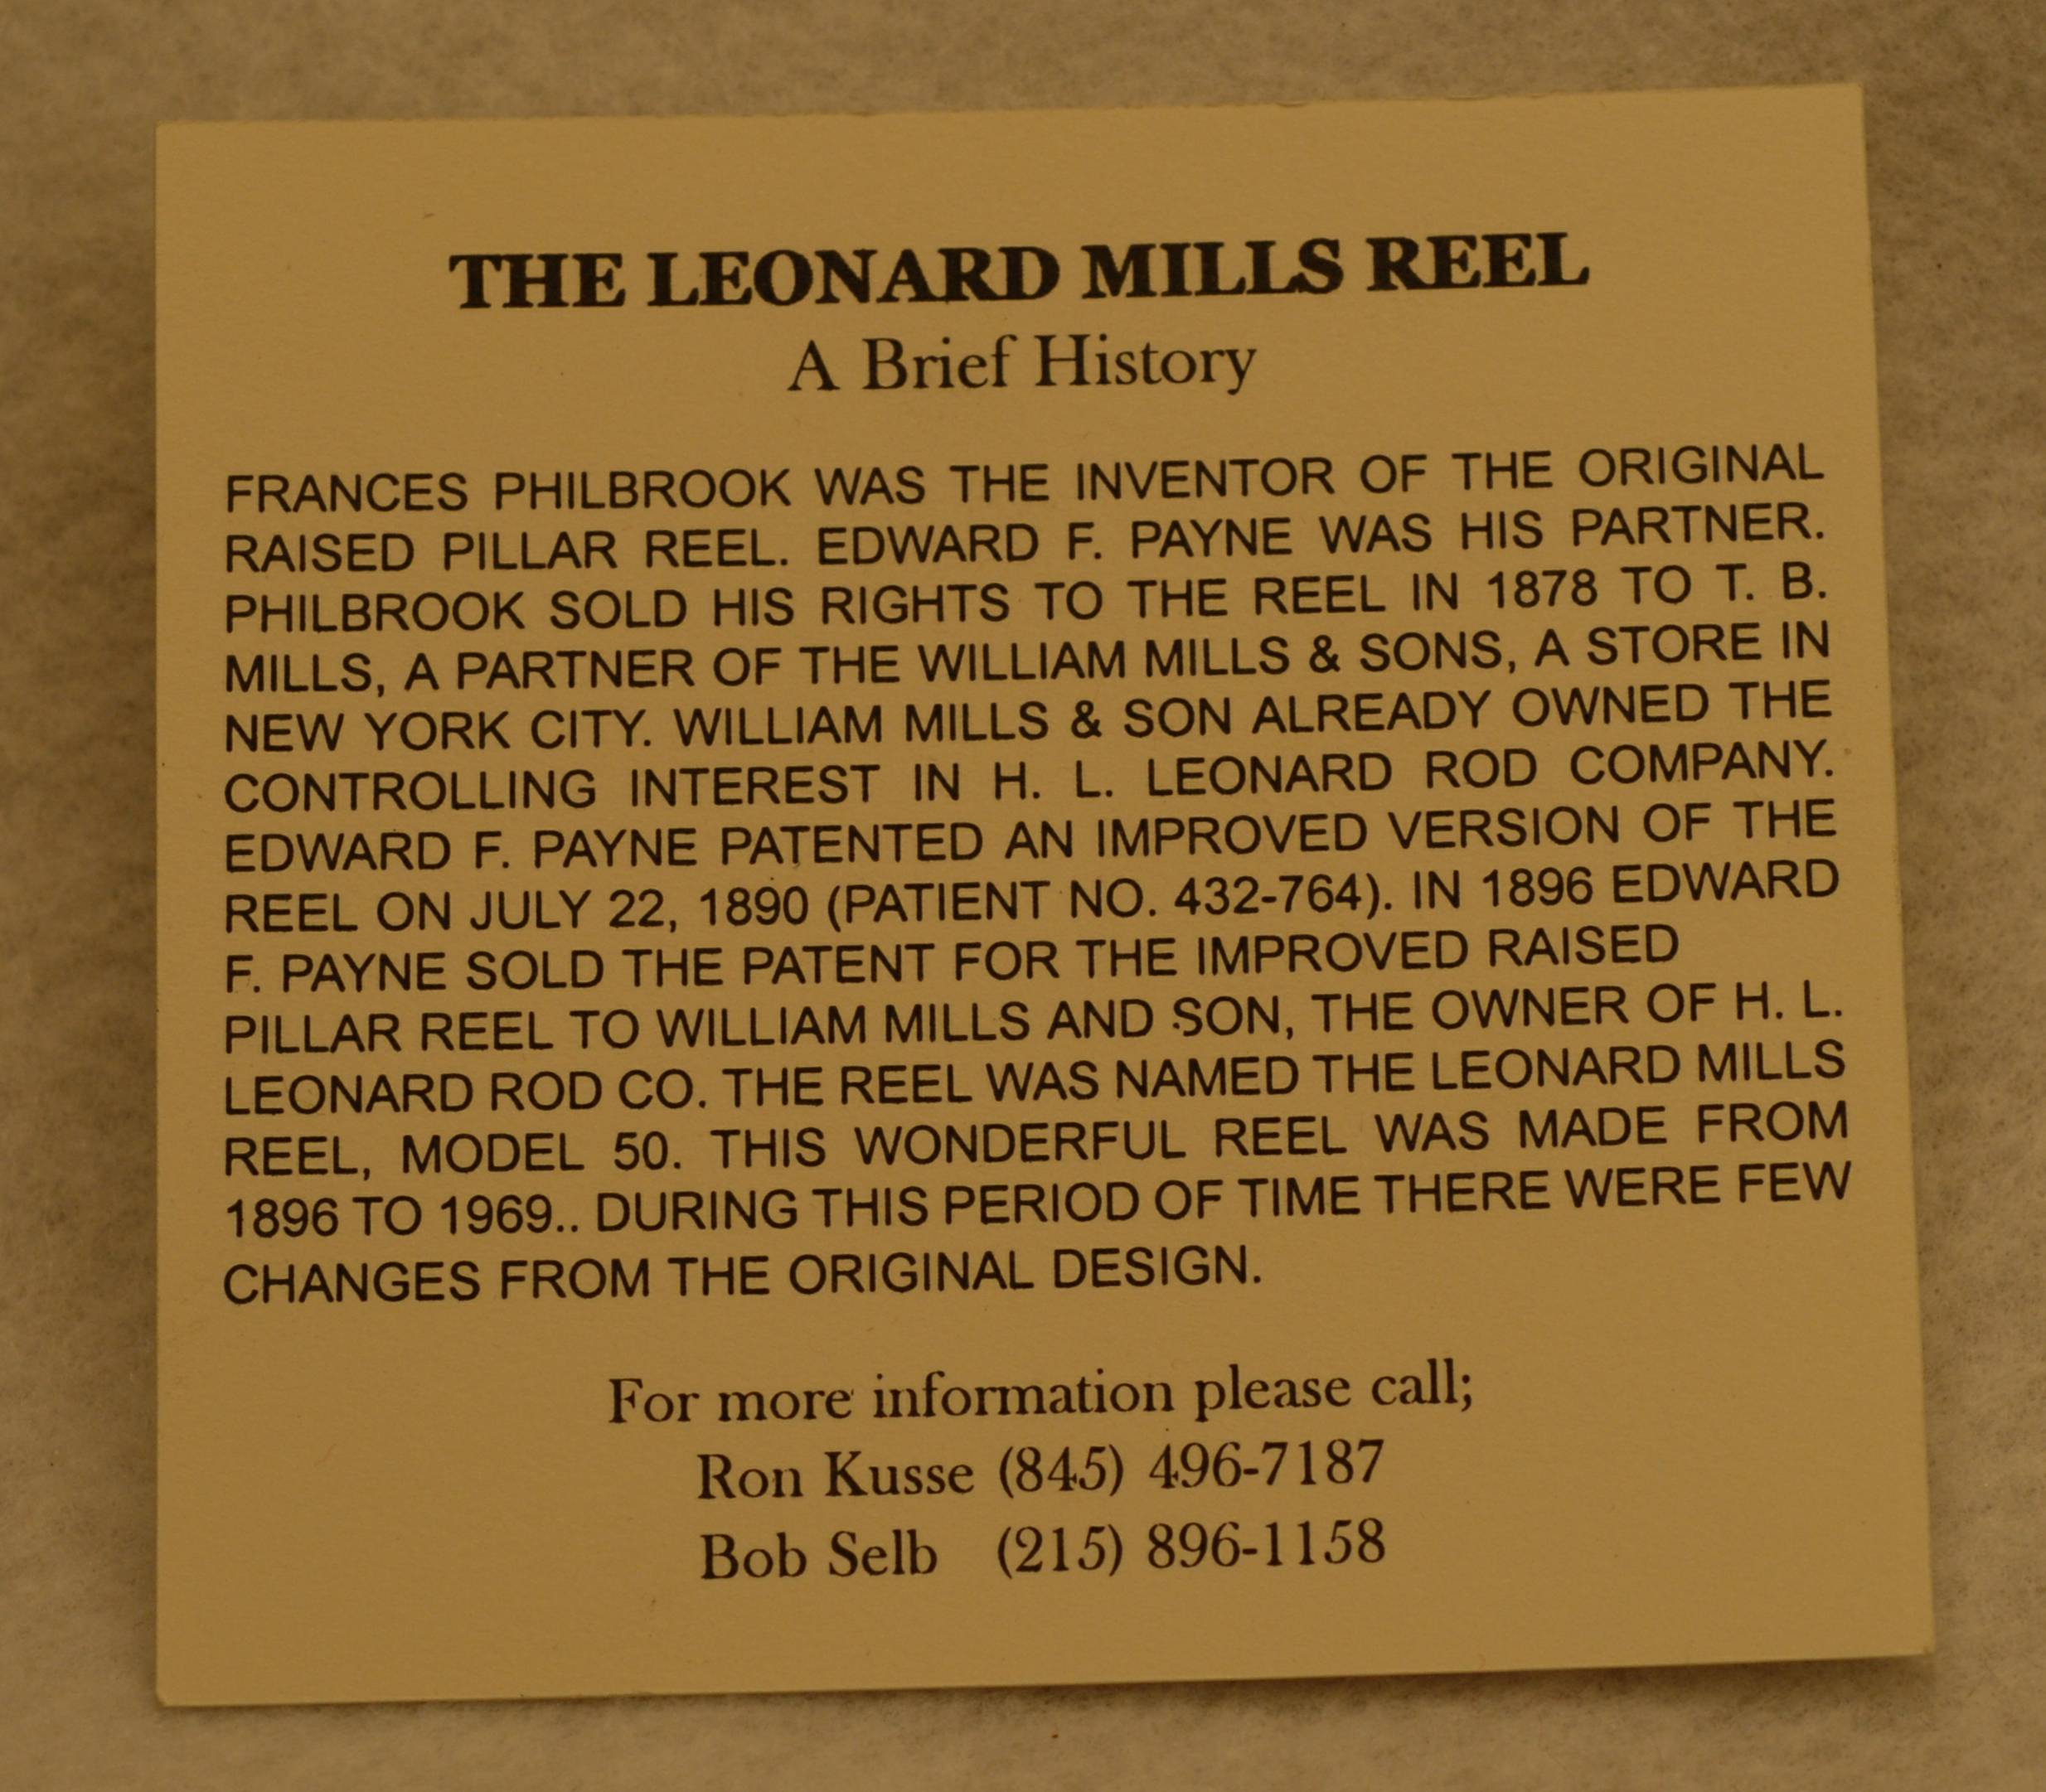 THE LEONARD MILLS REEL
A Brief History
FRANCES PHILBROOK WAS THE INVENTOR OF THE ORIGINAL
RAISED PILLAR REEL. EDWARD F. PAYNE WAS HIS PARTNER.
PHILBROOK SOLD HIS RIGHTS TO THE REEL IN 1878 TO T. B.
MILLS, A PARTNER OF THE WILLIAM MILLS & SONS, A STORE IN
NEW YORK CITY. WILLIAM MILLS & SON ALREADY OWNED THE
CONTROLLING INTEREST IN H. L. LEONARD ROD COMPANY.
EDWARD F. PAYNE PATENTED AN IMPROVED VERSION OF THE
REEL ON JULY 22, 1890 (PATIENT NO. 432-764). IN 1896 EDWARD
F. PAYNE SOLD THE PATENT FOR THE IMPROVED RAISED
PILLAR REEL TO WILLIAM MILLS AND SON, THE OWNER OF H. L.
LEONARD ROD CO. THE REEL WAS NAMED THE LEONARD MILLS
REEL, MODEL 50. THIS WONDERFUL REEL WAS MADE FROM
1896 TO 1969.. DURING THIS PERIOD OF TIME THERE WERE FEW
CHANGES FROM THE ORIGINAL DESIGN.
For more information please call;
Ron Kusse (845) 496-7187
Bob Selb (215) 896-1158